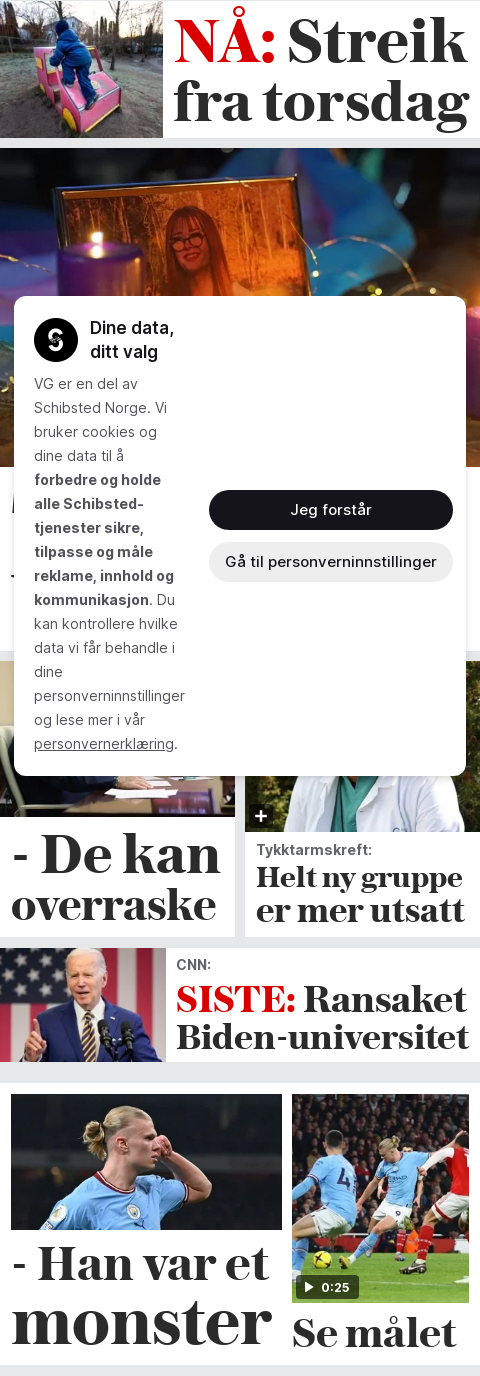 NÅ: Streik
fra torsdag
Dine data,
ditt valg
VG er en del av
Schibsted Norge. Vi
bruker cookies og
dine data til å
forbedre og holde
alle Schibsted-
tjenester sikre,
tilpasse og måle
reklame, innhold og
kommunikasjon. Du
kan kontrollere hvilke
data vi får behandle i
dine
personverninnstillinger
og lese mer i vår
personvernerklæring.
Jeg forstår
Gå til personverninnstillinger
- De kan
overraske
Tykktarmskreft:
Helt ny gruppe
er mer utsatt
CNN:
SISTE: Ransaket
Biden-universitet
- Han var et
monster
0:25
Se målet